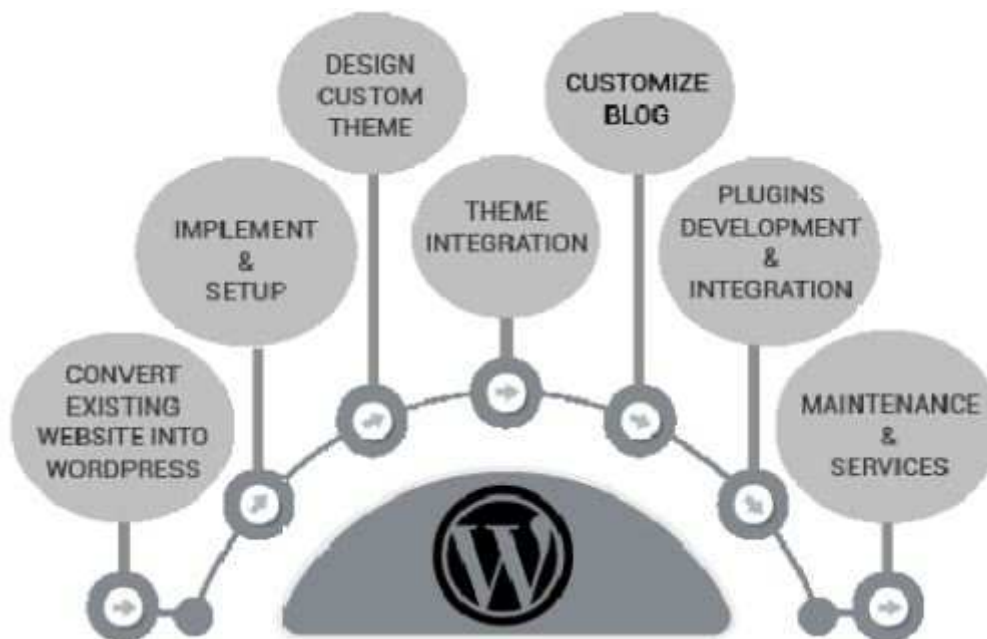 CONVERT
EXISTING
WEBSITE INTO
WORDPRESS
IMPLEMENT
&
SETUP
DESIGN
CUSTOM
THEME
THEME
INTEGRATION
CUSTOMIZE
BLOG
PLUGINS
DEVELOPMENT
&
INTEGRATION
MAINTENANCE
&
SERVICES
W